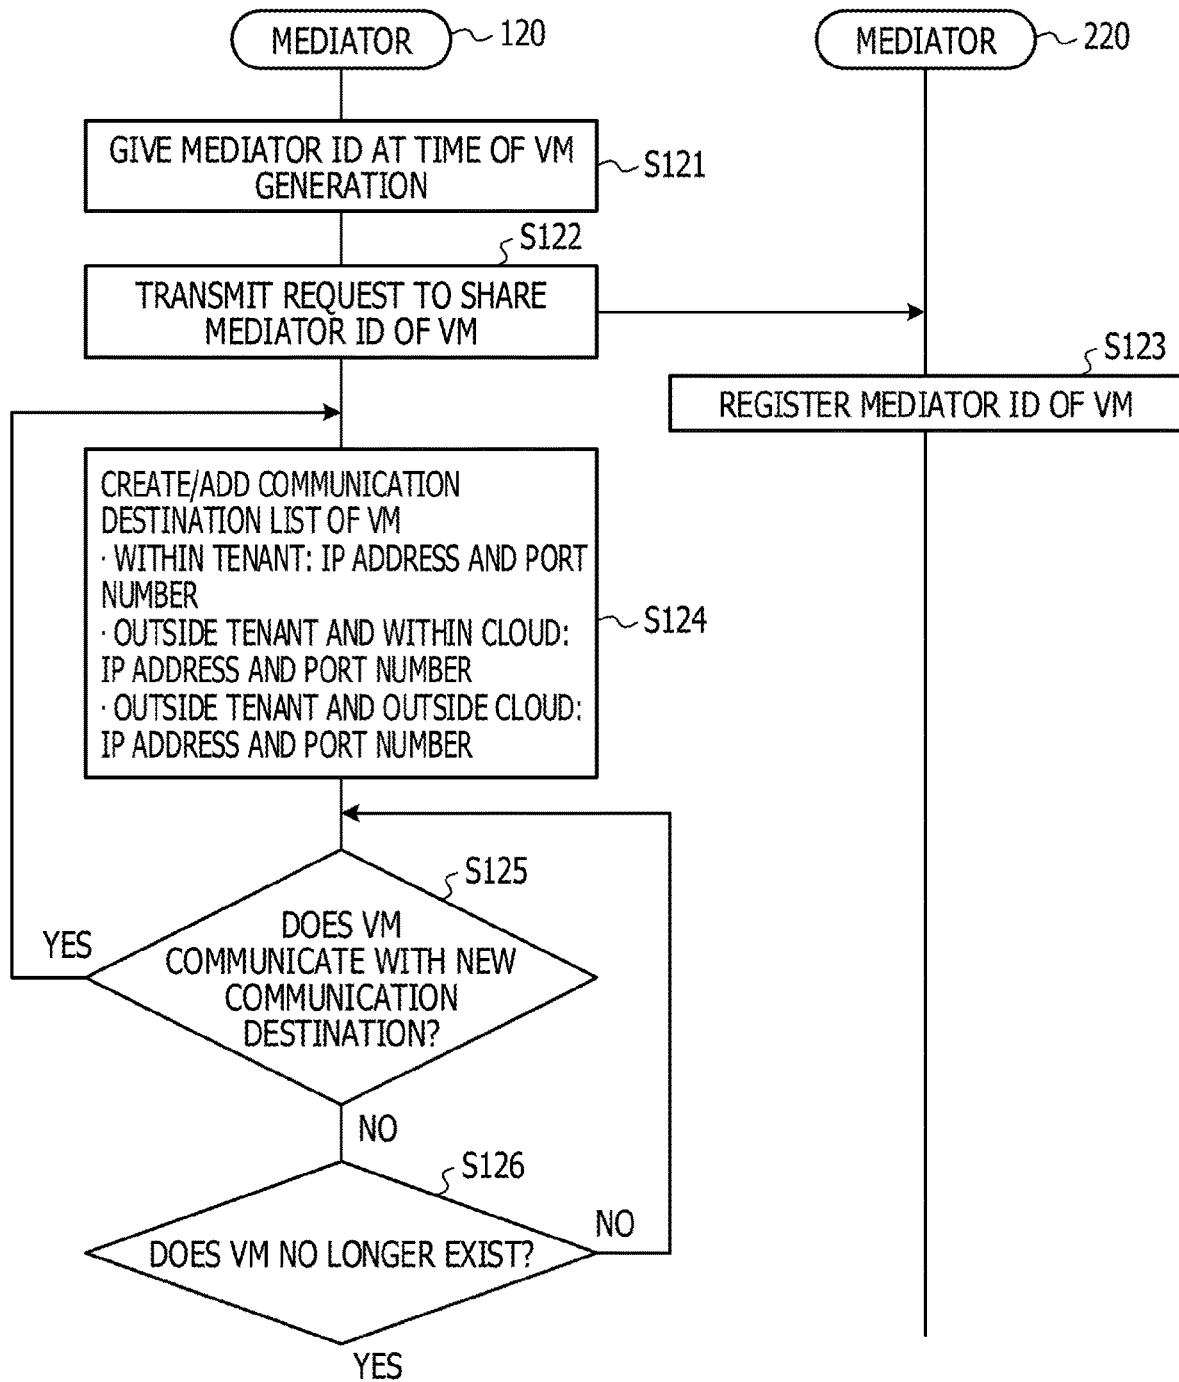 MEDIATOR
120
MEDIATOR
220
GIVE MEDIATOR ID AT TIME OF VM
GENERATION
S121
S122
TRANSMIT REQUEST TO SHARE
MEDIATOR ID OF VM
S123
REGISTER MEDIATOR ID OF VM
CREATE/ADD COMMUNICATION
DESTINATION LIST OF VM
· WITHIN TENANT: IP ADDRESS AND PORT
NUMBER
· OUTSIDE TENANT AND WITHIN CLOUD:
IP ADDRESS AND PORT NUMBER
· OUTSIDE TENANT AND OUTSIDE CLOUD:
IP ADDRESS AND PORT NUMBER
S124
S125
DOES VM
COMMUNICATE WITH NEW
COMMUNICATION
DESTINATION?
YES
NO
S126
DOES VM NO LONGER EXIST?
NO
YES